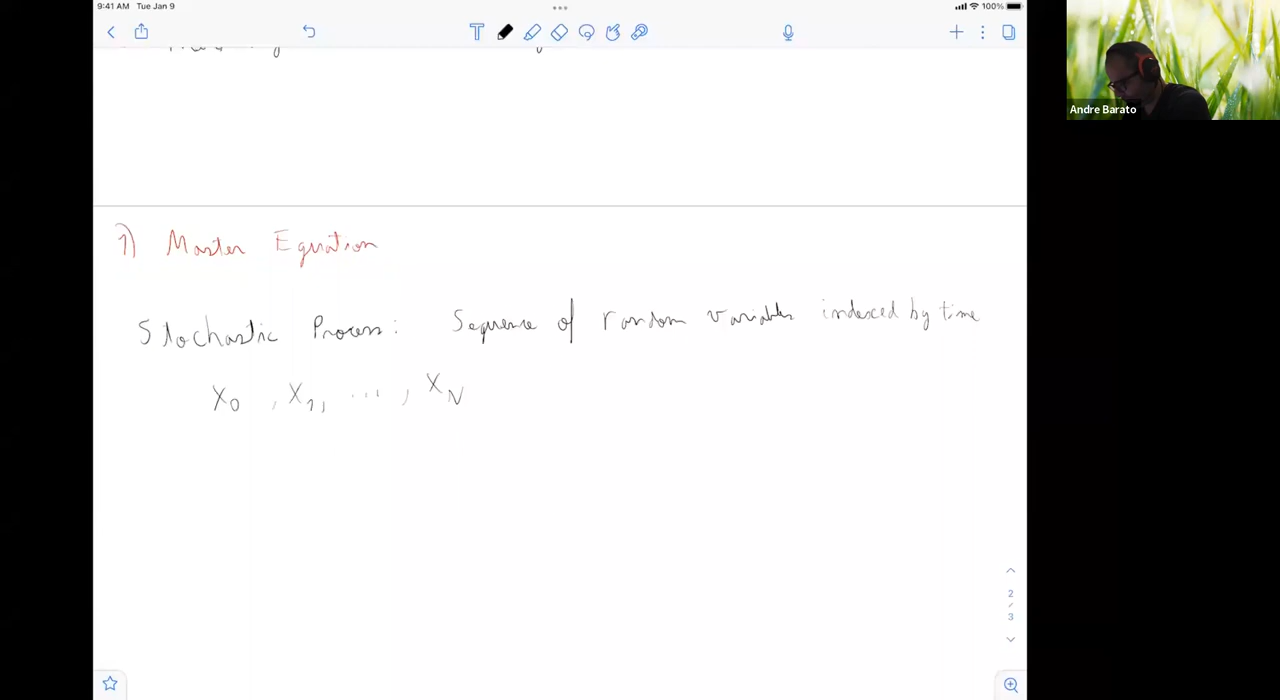 9:41 AM Tue Jan 9
100%
Andre Barato
1) Master Equation
Stochastic Process: Sequence of random variables indexed by time
X₀, X₁, ..., X_N
2
/
3